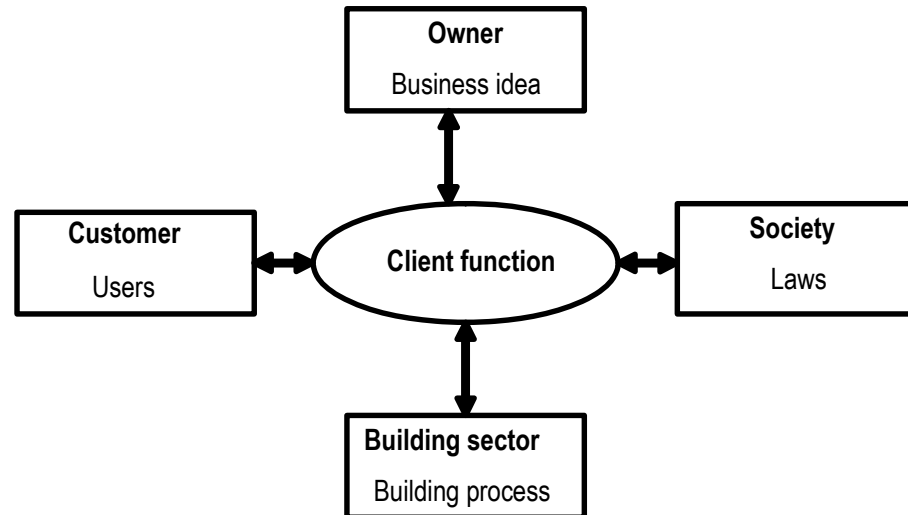 Owner
Business idea
Customer
Users
Client function
Society
Laws
Building sector
Building process